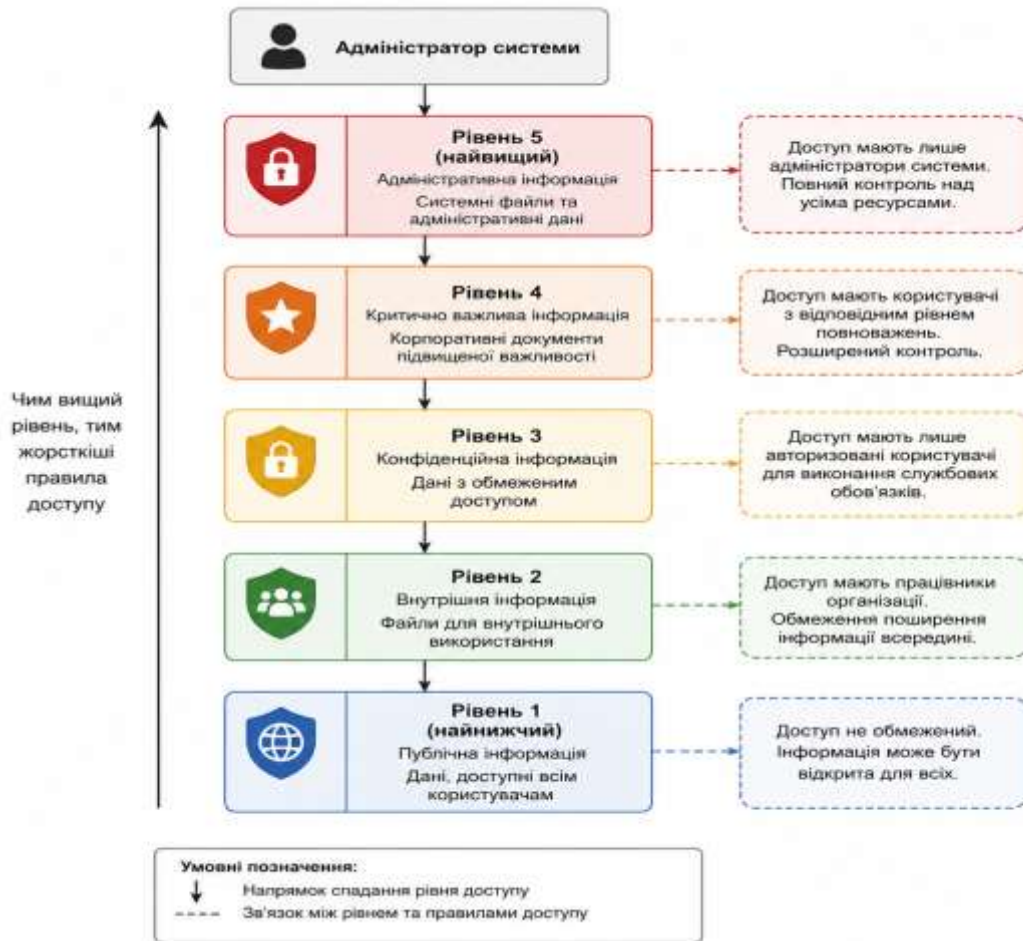 Адміністратор системи
Рівень 5
(найвищий)
Адміністративна інформація
Системні файли та
адміністративні дані
Доступ мають лише
адміністратори системи.
Повний контроль над
усіма ресурсами.
Рівень 4
Критично важлива інформація
Корпоративні документи
підвищеної важливості
Доступ мають користувачі
з відповідним рівнем
повноважень.
Розширений контроль.
Чим вищий
рівень, тим
жорсткіші
правила
доступу
Рівень 3
Конфіденційна інформація
Дані з обмеженим
доступом
Доступ мають лише
авторизовані користувачі
для виконання службових
обов'язків.
Рівень 2
Внутрішня інформація
Файли для внутрішнього
використання
Доступ мають працівники
організації.
Обмеження поширення
інформації всередині.
Рівень 1
(найнижчий)
Публічна інформація
Дані, доступні всім
користувачам
Доступ не обмежений.
Інформація може бути
відкрита для всіх.
Умовні позначення:
Напрямок спадання рівня доступу
Зв'язок між рівнем та правилами доступу